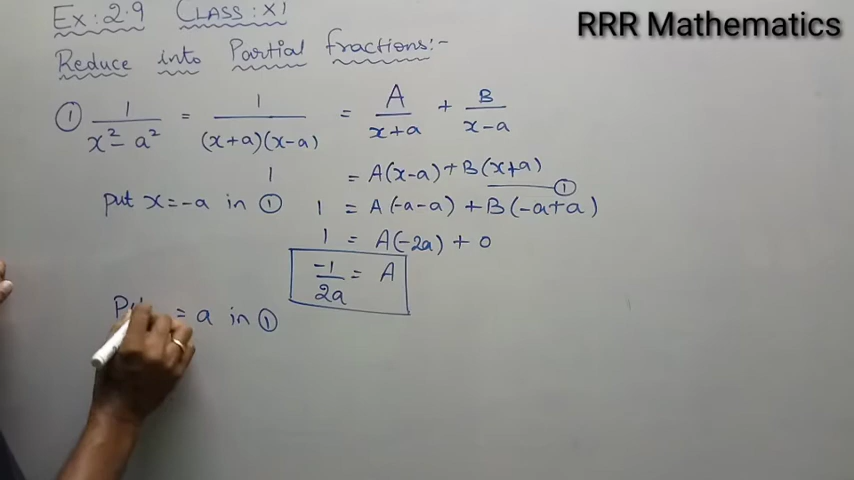 Ex: 2.9 CLASS: XI
RRR Mathematics
Reduce into Partial fractions:-
① 1/(x² - a²) = 1/((x+a)(x-a)) = A/(x+a) + B/(x-a)
1 = A(x-a) + B(x+a) ①
put x = -a in ① 1 = A(-a-a) + B(-a+a)
1 = A(-2a) + 0
-1/2a = A
= a in ①